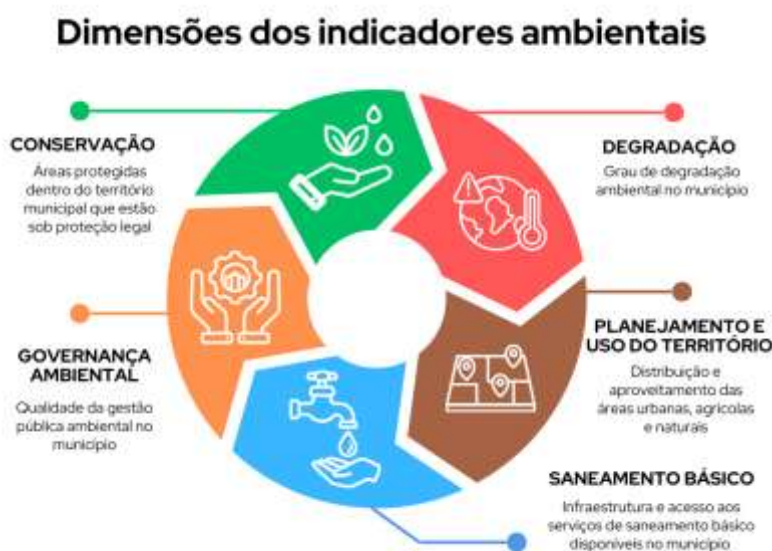 Dimensões dos indicadores ambientais
CONSERVAÇÃO
Áreas protegidas
dentro do território
municipal que estão
sob proteção legal
DEGRADAÇÃO
Grau de degradação
ambiental no município
GOVERNANÇA
AMBIENTAL
Qualidade da gestão
pública ambiental no
município
PLANEJAMENTO E
USO DO TERRITÓRIO
Distribuição e
aproveitamento das
áreas urbanas, agrícolas
e naturais
SANEAMENTO BÁSICO
Infraestrutura e acesso aos
serviços de saneamento básico
disponíveis no município